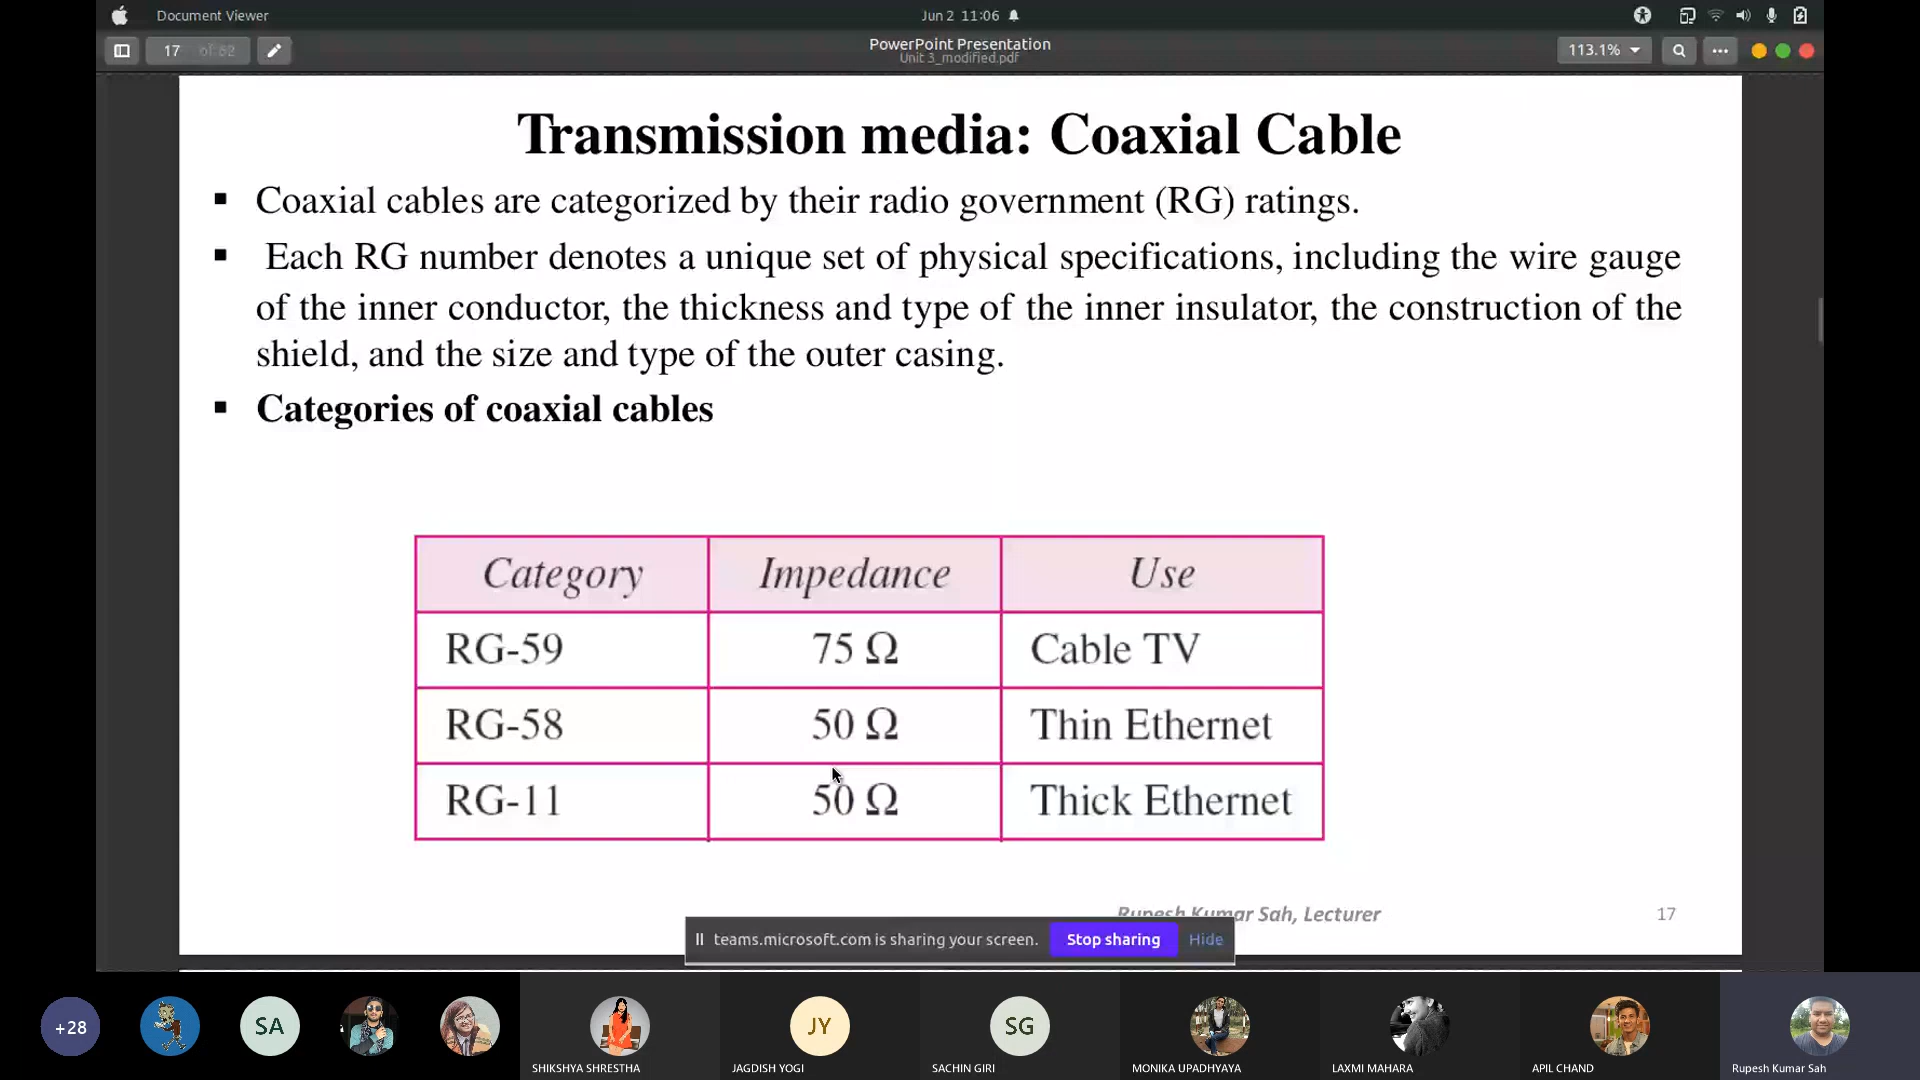 Document Viewer
Jun 2 11:06
17 of 62
PowerPoint Presentation
Unit 3_modified.pdf
113.1%
Transmission media: Coaxial Cable
▪ Coaxial cables are categorized by their radio government (RG) ratings.
▪ Each RG number denotes a unique set of physical specifications, including the wire gauge
of the inner conductor, the thickness and type of the inner insulator, the construction of the
shield, and the size and type of the outer casing.
▪ Categories of coaxial cables
Category Impedance Use
RG-59 75 Ω Cable TV
RG-58 50 Ω Thin Ethernet
RG-11 50 Ω Thick Ethernet
Rupesh Kumar Sah, Lecturer
17
teams.microsoft.com is sharing your screen. Stop sharing Hide
+28
SA
JY
SG
SHIKSHYA SHRESTHA
JAGDISH YOGI
SACHIN GIRI
MONIKA UPADHYAYA
LAXMI MAHARA
APIL CHAND
Rupesh Kumar Sah